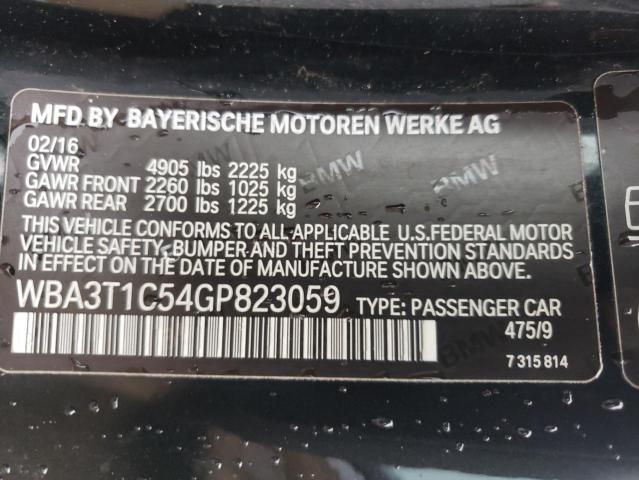 MFD BY BAYERISCHE MOTOREN WERKE AG
02/16
GVWR 4905 lbs 2225 kg
GAWR FRONT 2260 lbs 1025 kg
GAWR REAR 2700 lbs 1225 kg
THIS VEHICLE CONFORMS TO ALL APPLICABLE U.S.FEDERAL MOTOR
VEHICLE SAFETY, BUMPER AND THEFT PREVENTION STANDARDS
IN EFFECT ON THE DATE OF MANUFACTURE SHOWN ABOVE.
WBA3T1C54GP823059 TYPE: PASSENGER CAR
475/9
7 315 814
BMW
BMW
BMW